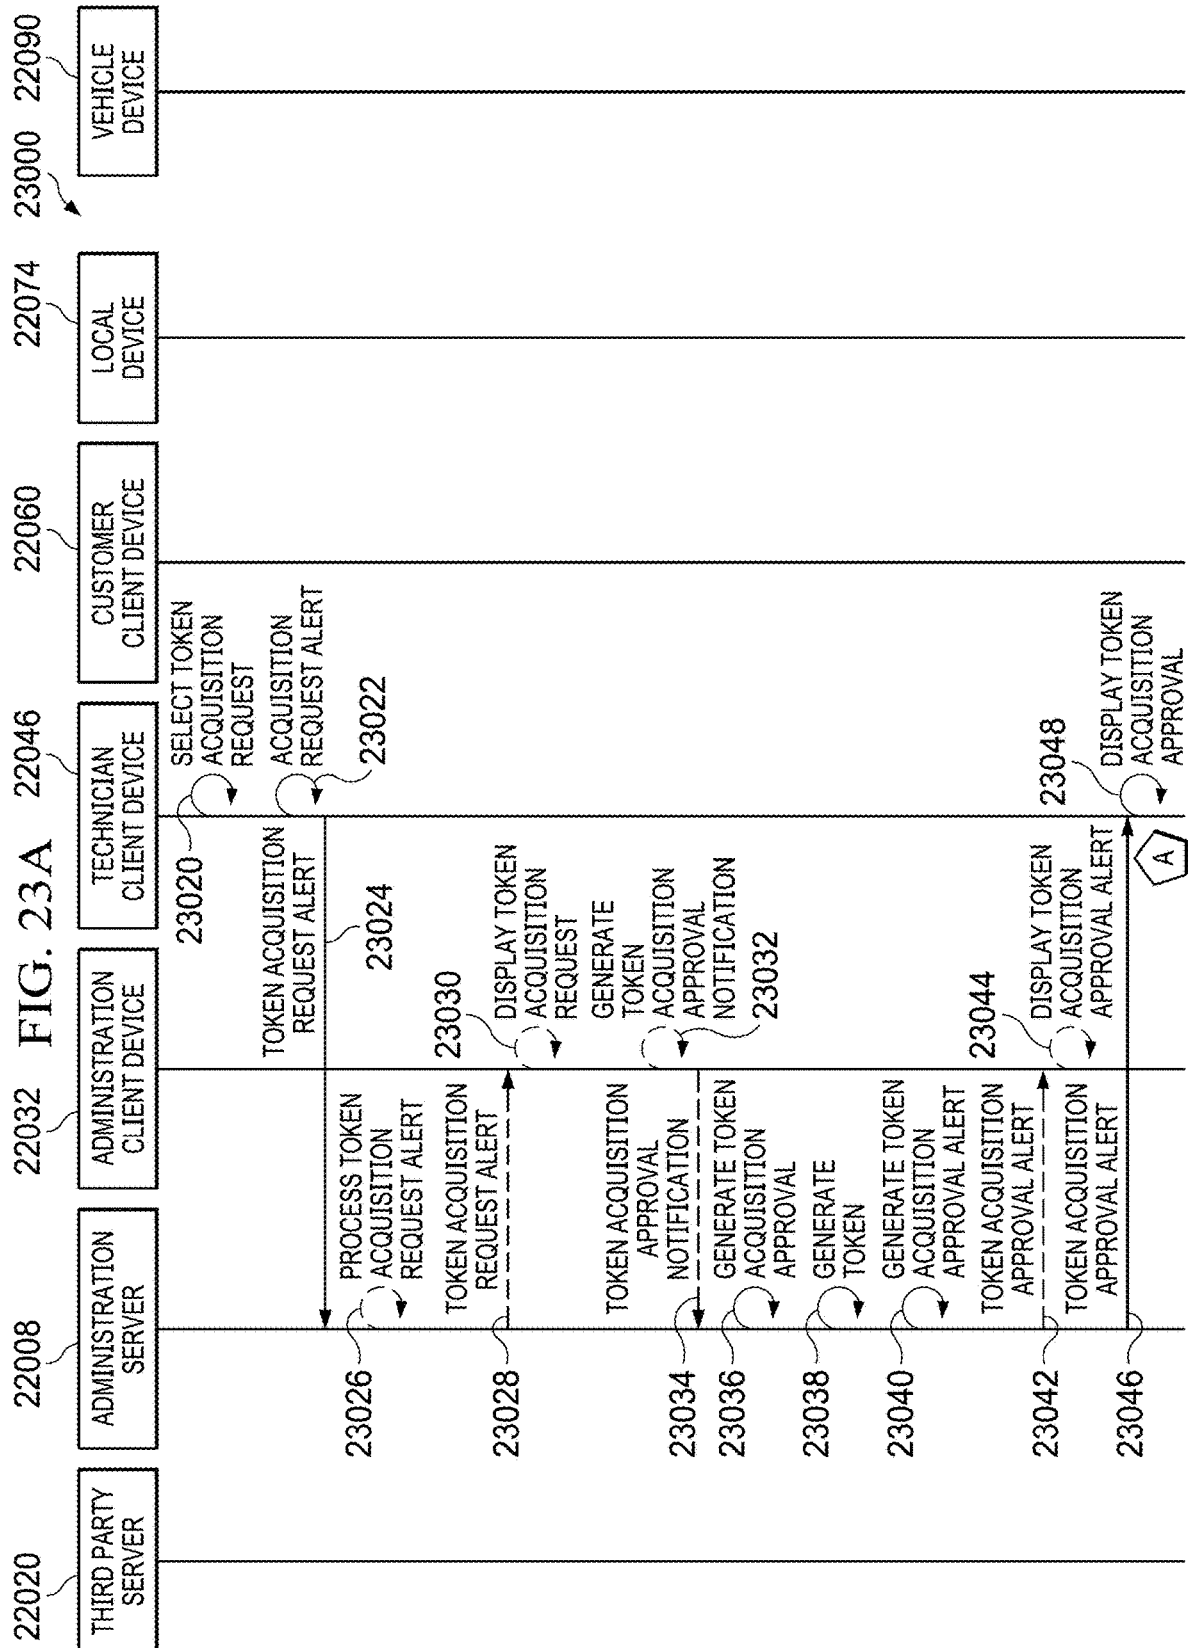 FIG. 23A
23000
22020
THIRD PARTY
SERVER
22008
ADMINISTRATION
SERVER
22032
ADMINISTRATION
CLIENT DEVICE
22046
TECHNICIAN
CLIENT DEVICE
22060
CUSTOMER
CLIENT DEVICE
22074
LOCAL
DEVICE
22090
VEHICLE
DEVICE
23020
SELECT TOKEN
ACQUISITION
REQUEST
ACQUISITION
REQUEST ALERT
23022
TOKEN ACQUISITION
REQUEST ALERT
23024
23026
PROCESS TOKEN
ACQUISITION
REQUEST ALERT
TOKEN ACQUISITION
REQUEST ALERT
23028
23030
DISPLAY TOKEN
ACQUISITION
REQUEST
GENERATE
TOKEN
ACQUISITION
APPROVAL
NOTIFICATION
23032
TOKEN ACQUISITION
APPROVAL
NOTIFICATION
23034
23036
GENERATE TOKEN
ACQUISITION
APPROVAL
23038
GENERATE
TOKEN
23040
GENERATE TOKEN
ACQUISITION
APPROVAL ALERT
TOKEN ACQUISITION
APPROVAL ALERT
23042
23044
DISPLAY TOKEN
ACQUISITION
APPROVAL ALERT
TOKEN ACQUISITION
APPROVAL ALERT
23046
23048
DISPLAY TOKEN
ACQUISITION
APPROVAL
A